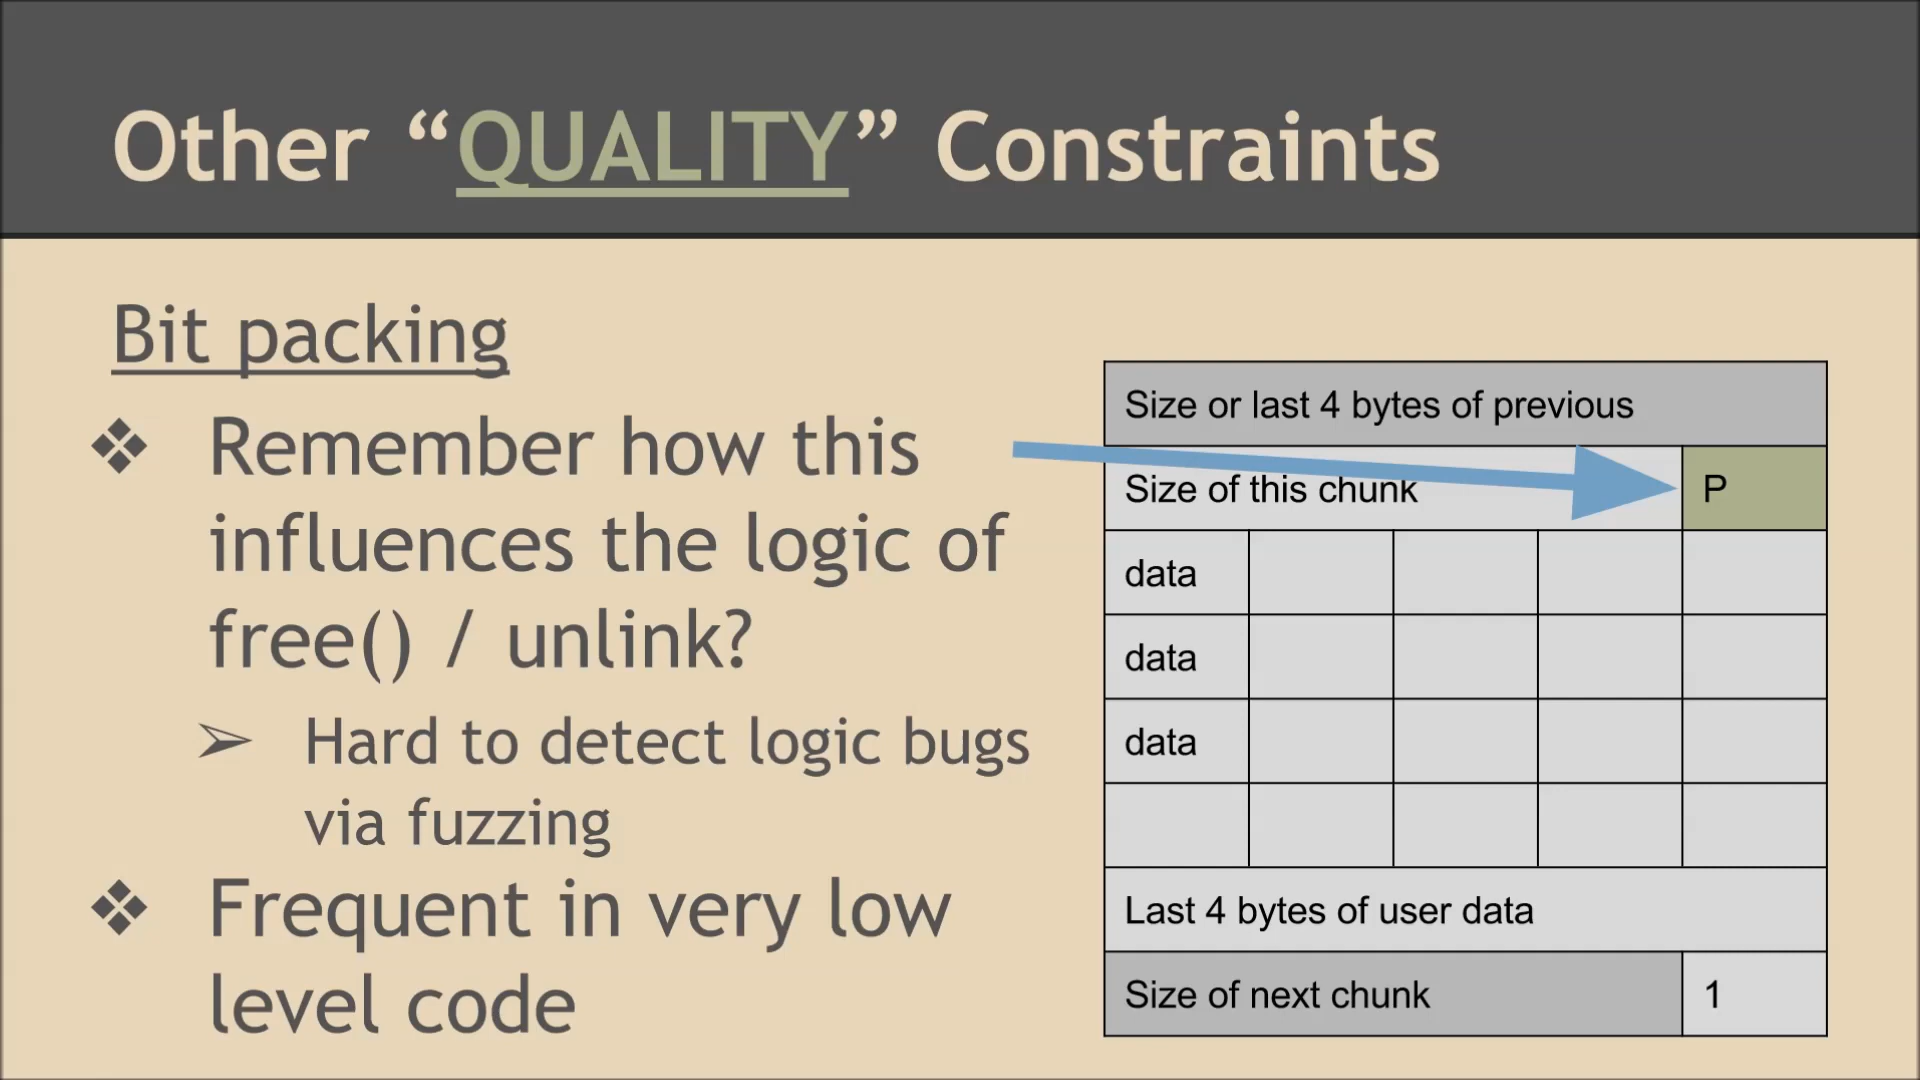 Other “QUALITY” Constraints
Bit packing
❖ Remember how this
influences the logic of
free() / unlink?
➢ Hard to detect logic bugs
via fuzzing
❖ Frequent in very low
level code
Size or last 4 bytes of previous
Size of this chunk P
data
data
data
Last 4 bytes of user data
Size of next chunk 1